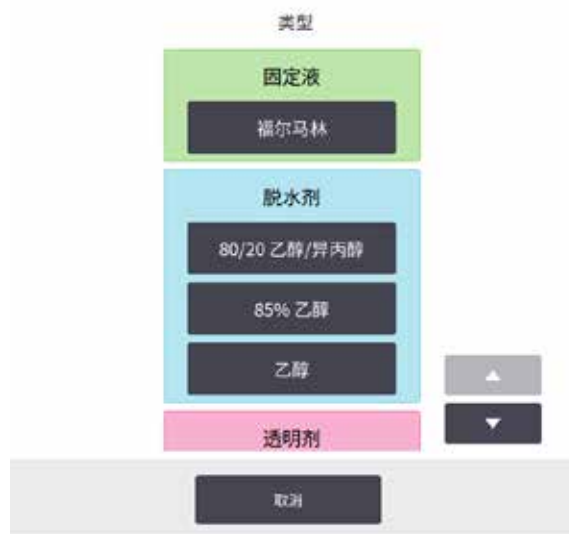 类型
固定液
福尔马林
脱水剂
80/20 乙醇/异丙醇
85% 乙醇
乙醇
透明剂
取消